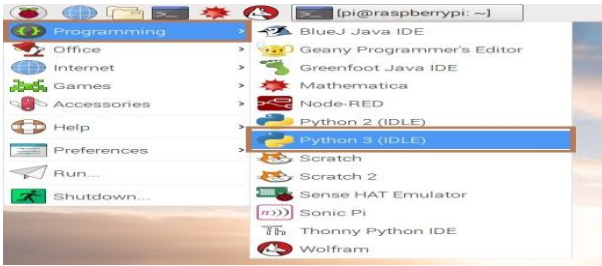 [pi@raspberrypi: ~]
Programming
Office
Internet
Games
Accessories
Help
Preferences
Run...
Shutdown...
BlueJ Java IDE
Geany Programmer's Editor
Greenfoot Java IDE
Mathematica
Node-RED
Python 2 (IDLE)
Python 3 (IDLE)
Scratch
Scratch 2
Sense HAT Emulator
Sonic Pi
Thonny Python IDE
Wolfram